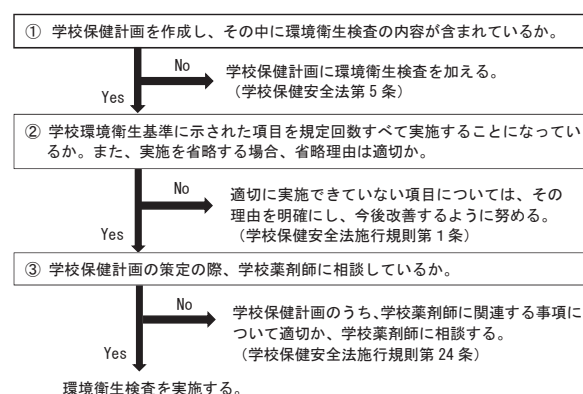 ① 学校保健計画を作成し、その中に環境衛生検査の内容が含まれているか。
No
学校保健計画に環境衛生検査を加える。
(学校保健安全法第5条)
Yes
② 学校環境衛生基準に示された項目を規定回数すべて実施することになってい
るか。また、実施を省略する場合、省略理由は適切か。
No
適切に実施できていない項目については、その
理由を明確にし、今後改善するように努める。
(学校保健安全法施行規則第1条)
Yes
③ 学校保健計画の策定の際、学校薬剤師に相談しているか。
No
学校保健計画のうち、学校薬剤師に関連する事項に
ついて適切か、学校薬剤師に相談する。
(学校保健安全法施行規則第24条)
Yes
環境衛生検査を実施する。